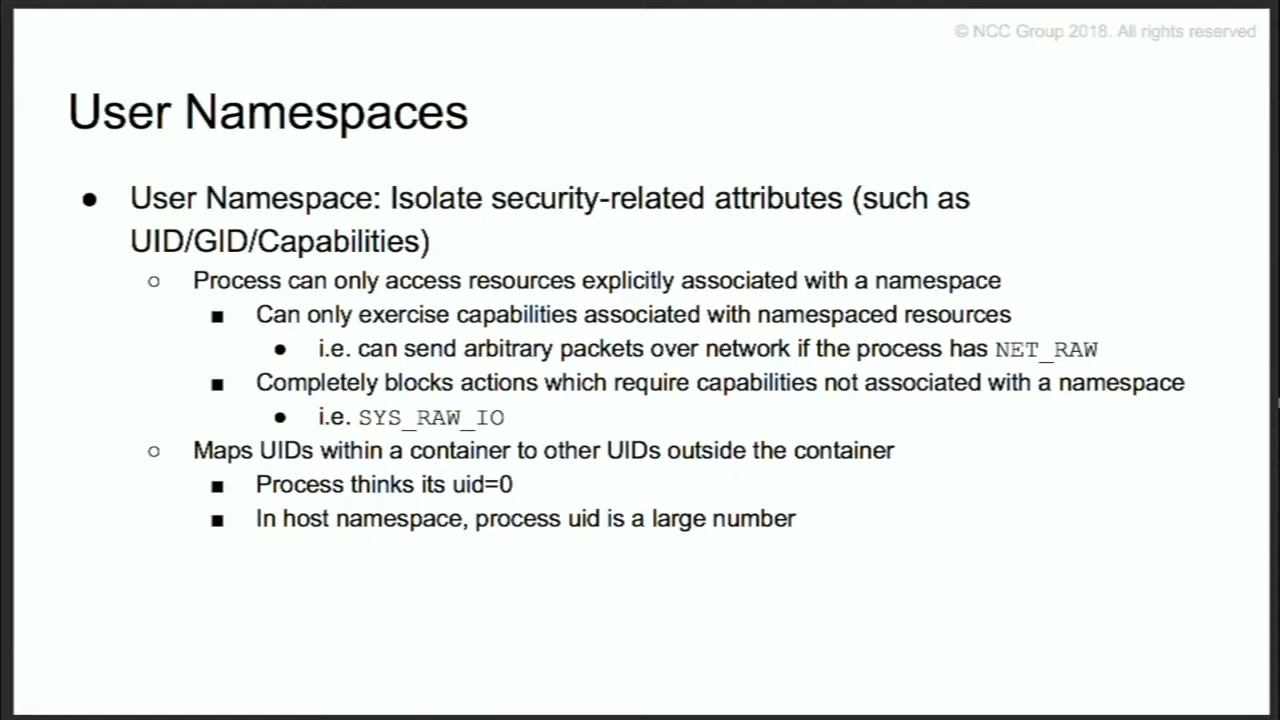 © NCC Group 2018. All rights reserved
User Namespaces
● User Namespace: Isolate security-related attributes (such as
UID/GID/Capabilities)
○ Process can only access resources explicitly associated with a namespace
■ Can only exercise capabilities associated with namespaced resources
● i.e. can send arbitrary packets over network if the process has NET_RAW
■ Completely blocks actions which require capabilities not associated with a namespace
● i.e. SYS_RAW_IO
○ Maps UIDs within a container to other UIDs outside the container
■ Process thinks its uid=0
■ In host namespace, process uid is a large number